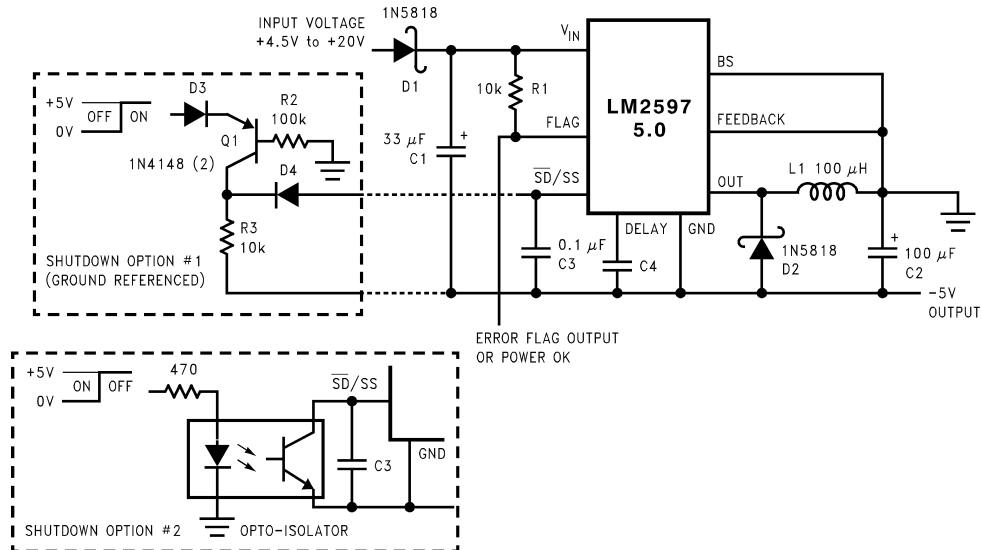 INPUT VOLTAGE
+4.5V to +20V
1N5818
D1
VIN
10k R1
FLAG
33 μF
C1
+
LM2597
5.0
BS
FEEDBACK
OUT
L1 100 μH
SD/SS
DELAY
GND
0.1 μF
C3
C4
1N5818
D2
+
100 μF
C2
-5V
OUTPUT
ERROR FLAG OUTPUT
OR POWER OK
+5V
0V
OFF
ON
D3
R2
100k
Q1
1N4148 (2)
D4
R3
10k
SHUTDOWN OPTION #1
(GROUND REFERENCED)
+5V
0V
ON
OFF
470
SD/SS
GND
C3
SHUTDOWN OPTION #2
OPTO-ISOLATOR